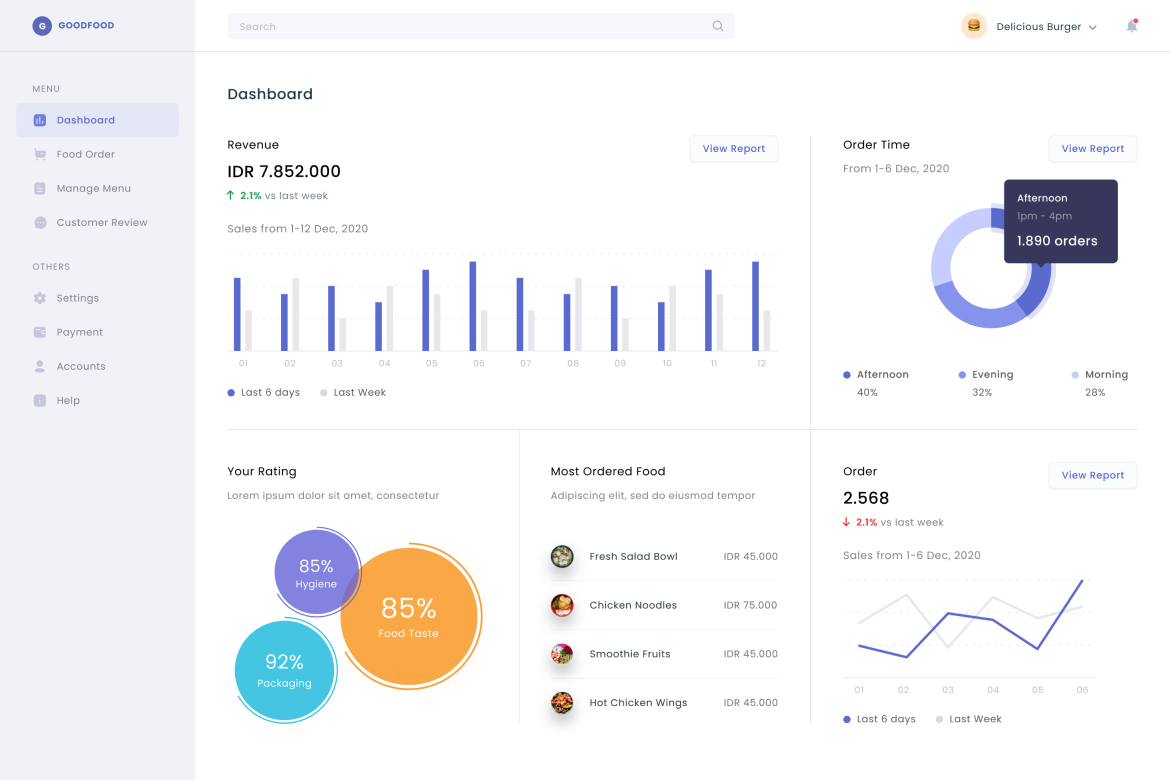 G GOODFOOD
Search
Delicious Burger
MENU
Dashboard
Food Order
Manage Menu
Customer Review
OTHERS
Settings
Payment
Accounts
Help
Dashboard
Revenue
View Report
IDR 7.852.000
2.1% vs last week
Sales from 1-12 Dec, 2020
01 02 03 04 05 06 07 08 09 10 11 12
Last 6 days Last Week
Order Time
View Report
From 1-6 Dec, 2020
Afternoon
1pm - 4pm
1.890 orders
Afternoon Evening Morning
40% 32% 28%
Your Rating
Lorem ipsum dolor sit amet, consectetur
85%
Hygiene
85%
Food Taste
92%
Packaging
Most Ordered Food
Adipiscing elit, sed do eiusmod tempor
Fresh Salad Bowl IDR 45.000
Chicken Noodles IDR 75.000
Smoothie Fruits IDR 45.000
Hot Chicken Wings IDR 45.000
Order
View Report
2.568
2.1% vs last week
Sales from 1-6 Dec, 2020
01 02 03 04 05 06
Last 6 days Last Week